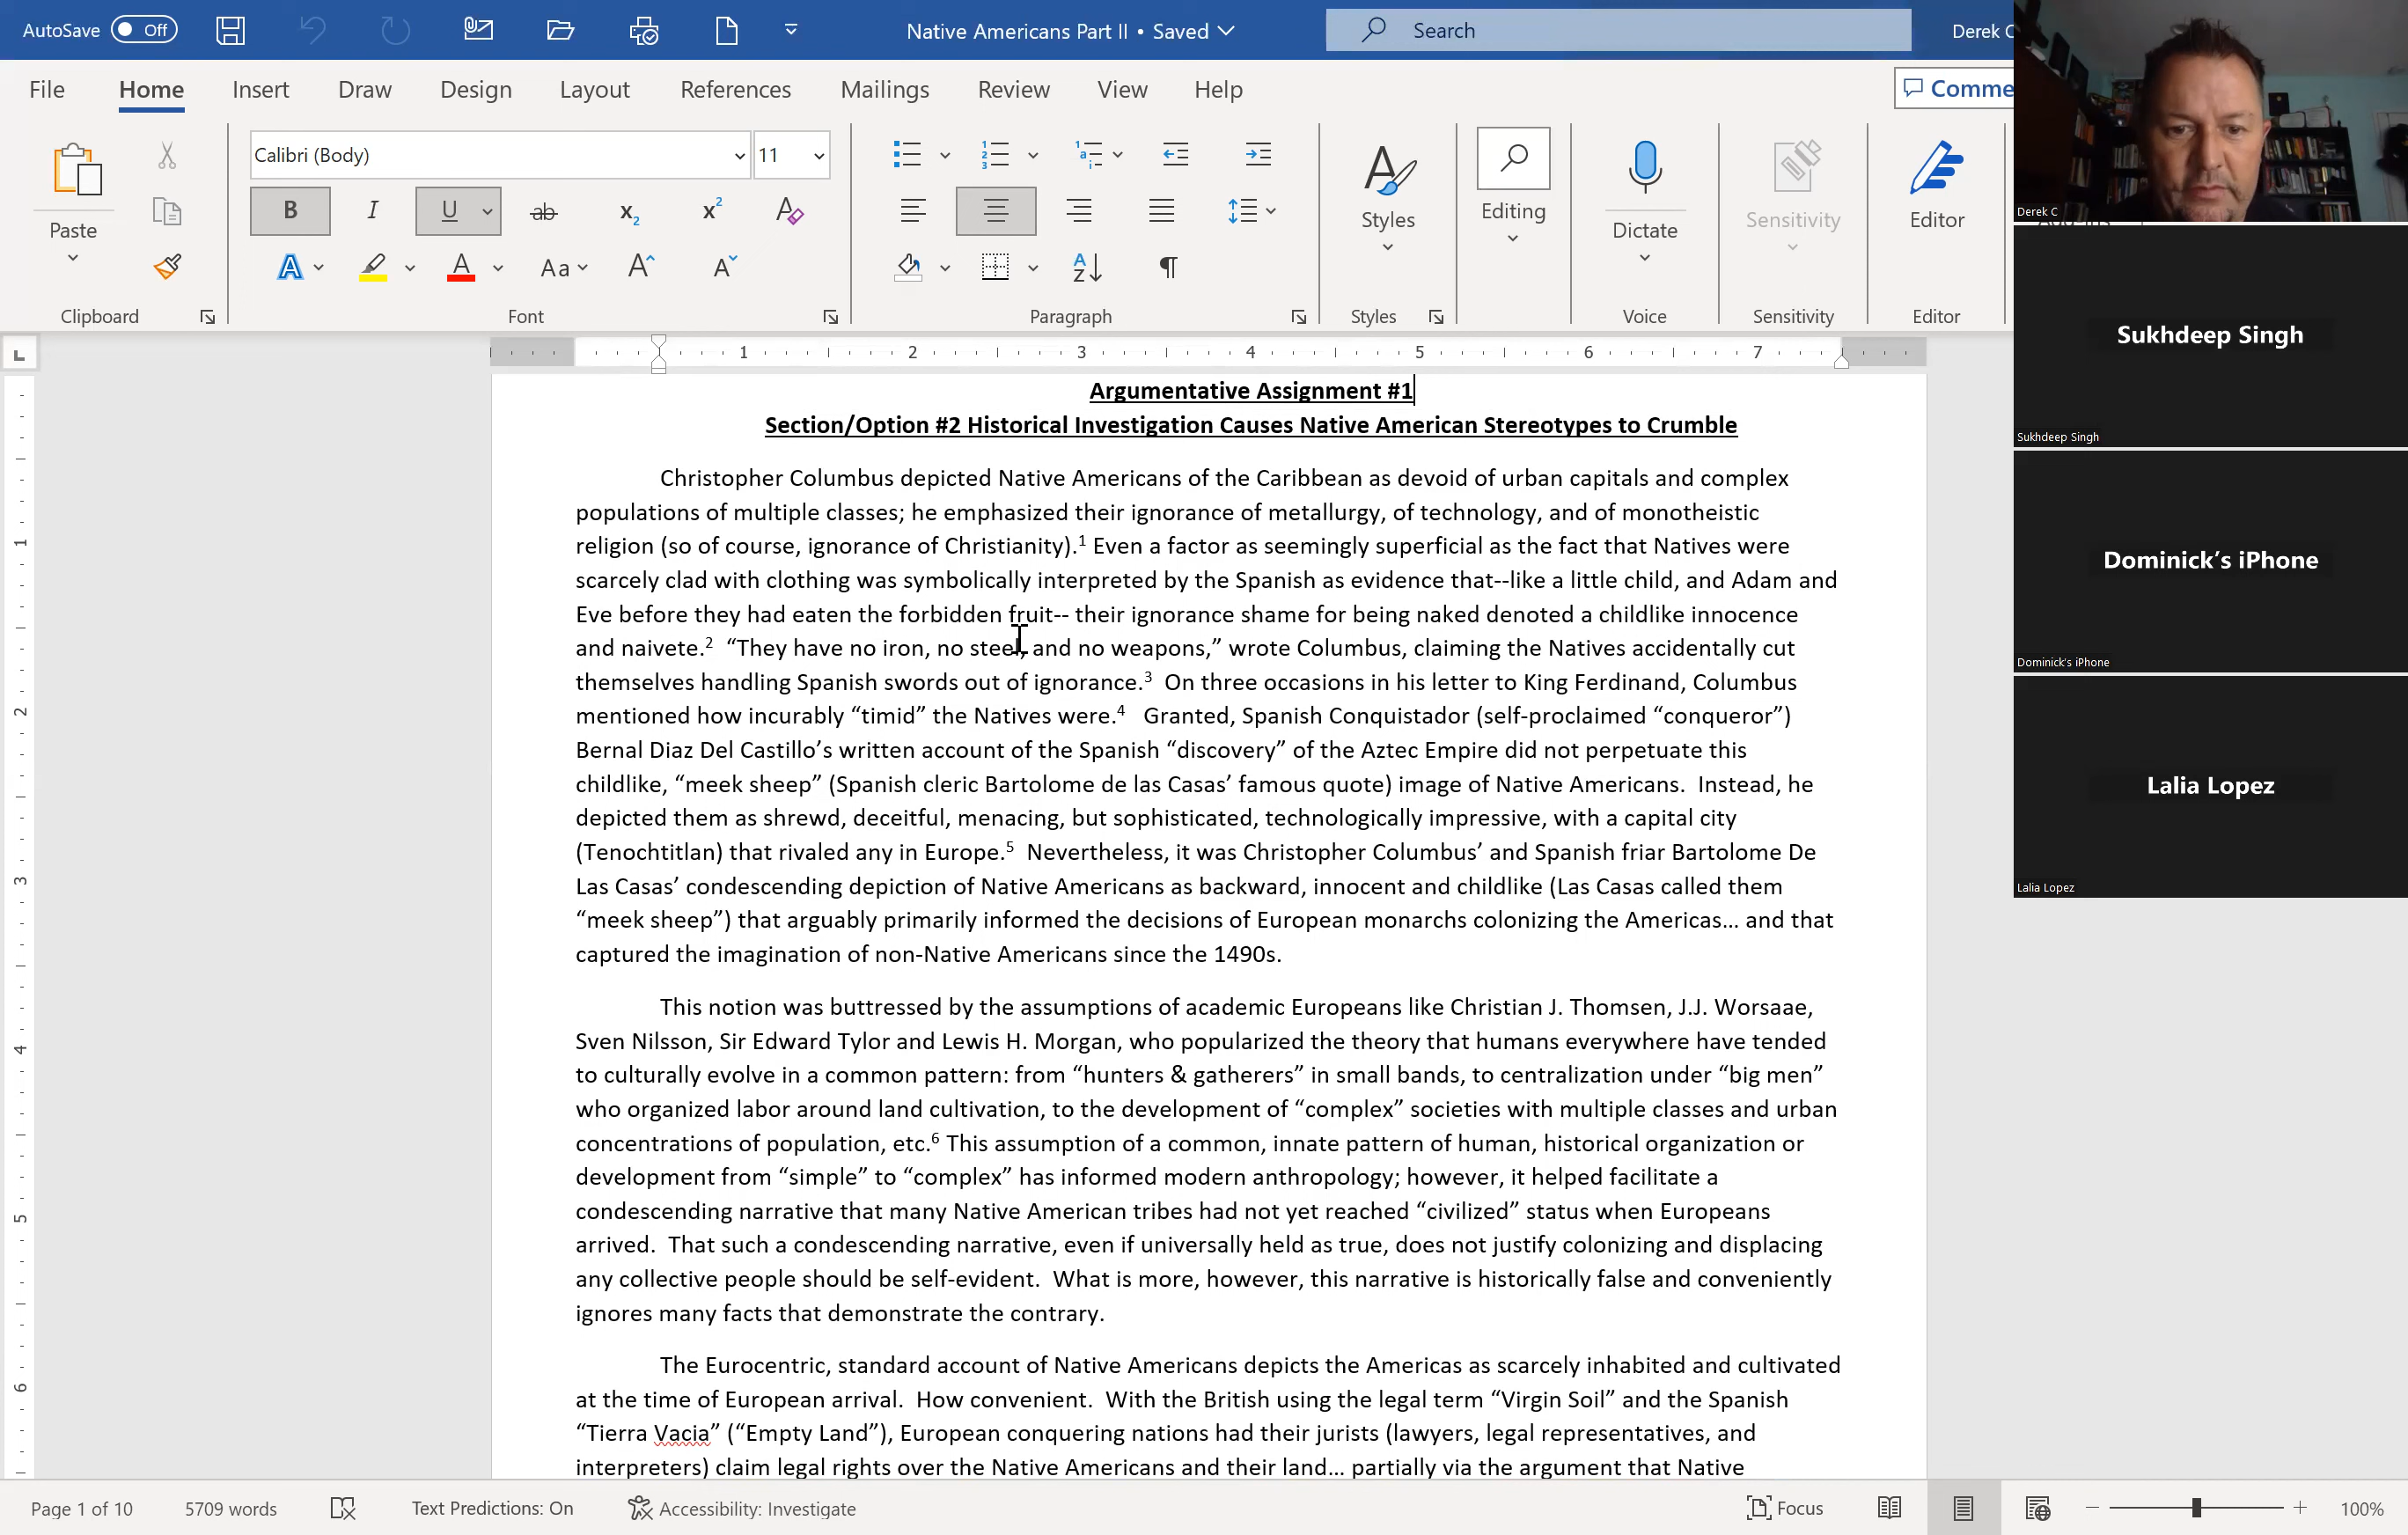 AutoSave Off Native Americans Part II • Saved Search Derek C
File Home Insert Draw Design Layout References Mailings Review View Help Comme
Calibri (Body) 11
Paste
B I U ab x2 x2 A
A A Aa A A
Styles Editing Dictate Sensitivity Editor
Clipboard Font Paragraph Styles Voice Sensitivity Editor
1 2 3 4 5 6 7
Argumentative Assignment #1
Section/Option #2 Historical Investigation Causes Native American Stereotypes to Crumble
Christopher Columbus depicted Native Americans of the Caribbean as devoid of urban capitals and complex
populations of multiple classes; he emphasized their ignorance of metallurgy, of technology, and of monotheistic
religion (so of course, ignorance of Christianity).1 Even a factor as seemingly superficial as the fact that Natives were
scarcely clad with clothing was symbolically interpreted by the Spanish as evidence that--like a little child, and Adam and
Eve before they had eaten the forbidden fruit-- their ignorance shame for being naked denoted a childlike innocence
and naivete.2 “They have no iron, no steel, and no weapons,” wrote Columbus, claiming the Natives accidentally cut
themselves handling Spanish swords out of ignorance.3 On three occasions in his letter to King Ferdinand, Columbus
mentioned how incurably “timid” the Natives were.4 Granted, Spanish Conquistador (self-proclaimed “conqueror”)
Bernal Diaz Del Castillo’s written account of the Spanish “discovery” of the Aztec Empire did not perpetuate this
childlike, “meek sheep” (Spanish cleric Bartolome de las Casas’ famous quote) image of Native Americans. Instead, he
depicted them as shrewd, deceitful, menacing, but sophisticated, technologically impressive, with a capital city
(Tenochtitlan) that rivaled any in Europe.5 Nevertheless, it was Christopher Columbus’ and Spanish friar Bartolome De
Las Casas’ condescending depiction of Native Americans as backward, innocent and childlike (Las Casas called them
“meek sheep”) that arguably primarily informed the decisions of European monarchs colonizing the Americas… and that
captured the imagination of non-Native Americans since the 1490s.
This notion was buttressed by the assumptions of academic Europeans like Christian J. Thomsen, J.J. Worsaae,
Sven Nilsson, Sir Edward Tylor and Lewis H. Morgan, who popularized the theory that humans everywhere have tended
to culturally evolve in a common pattern: from “hunters & gatherers” in small bands, to centralization under “big men”
who organized labor around land cultivation, to the development of “complex” societies with multiple classes and urban
concentrations of population, etc.6 This assumption of a common, innate pattern of human, historical organization or
development from “simple” to “complex” has informed modern anthropology; however, it helped facilitate a
condescending narrative that many Native American tribes had not yet reached “civilized” status when Europeans
arrived. That such a condescending narrative, even if universally held as true, does not justify colonizing and displacing
any collective people should be self-evident. What is more, however, this narrative is historically false and conveniently
ignores many facts that demonstrate the contrary.
The Eurocentric, standard account of Native Americans depicts the Americas as scarcely inhabited and cultivated
at the time of European arrival. How convenient. With the British using the legal term “Virgin Soil” and the Spanish
“Tierra Vacia” (“Empty Land”), European conquering nations had their jurists (lawyers, legal representatives, and
interpreters) claim legal rights over the Native Americans and their land… partially via the argument that Native
1
2
3
4
5
6
Page 1 of 10 5709 words Text Predictions: On Accessibility: Investigate Focus 100%
Derek C
Sukhdeep Singh
Sukhdeep Singh
Dominick’s iPhone
Dominick’s iPhone
Lalia Lopez
Lalia Lopez